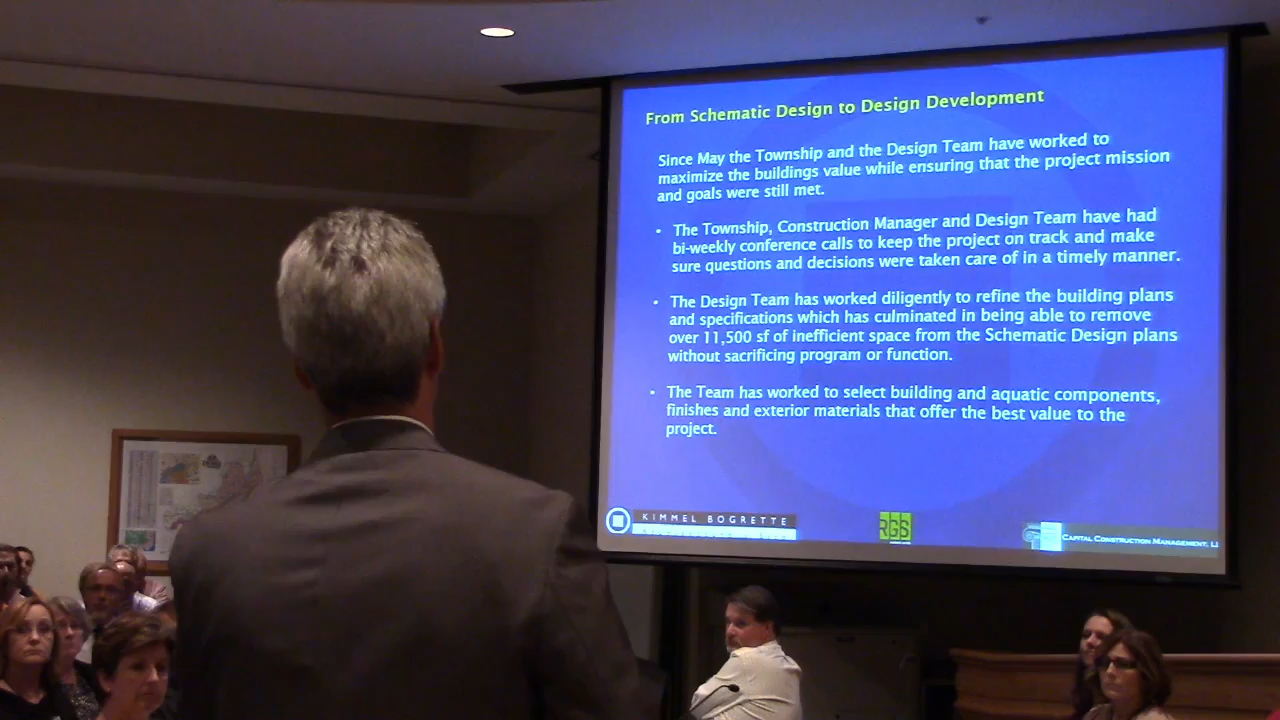 From Schematic Design to Design Development
Since May the Township and the Design Team have worked to
maximize the buildings value while ensuring that the project mission
and goals were still met.
• The Township, Construction Manager and Design Team have had
bi-weekly conference calls to keep the project on track and make
sure questions and decisions were taken care of in a timely manner.
• The Design Team has worked diligently to refine the building plans
and specifications which has culminated in being able to remove
over 11,500 sf of inefficient space from the Schematic Design plans
without sacrificing program or function.
• The Team has worked to select building and aquatic components,
finishes and exterior materials that offer the best value to the
project.
KIMMEL BOGRETTE
RGS
CAPITAL CONSTRUCTION MANAGEMENT, LL